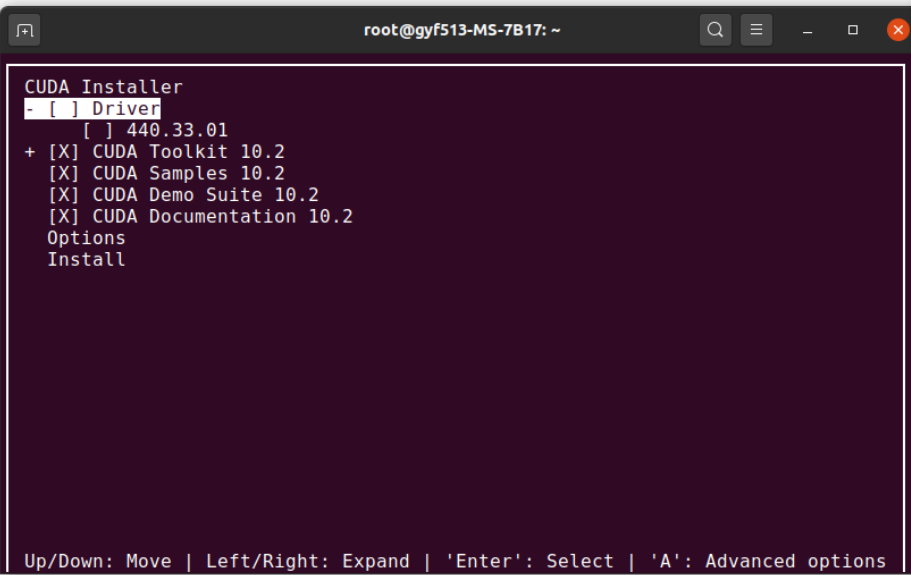 root@gyf513-MS-7B17: ~
CUDA Installer
- [ ] Driver
     [ ] 440.33.01
+ [X] CUDA Toolkit 10.2
  [X] CUDA Samples 10.2
  [X] CUDA Demo Suite 10.2
  [X] CUDA Documentation 10.2
  Options
  Install
Up/Down: Move | Left/Right: Expand | 'Enter': Select | 'A': Advanced options